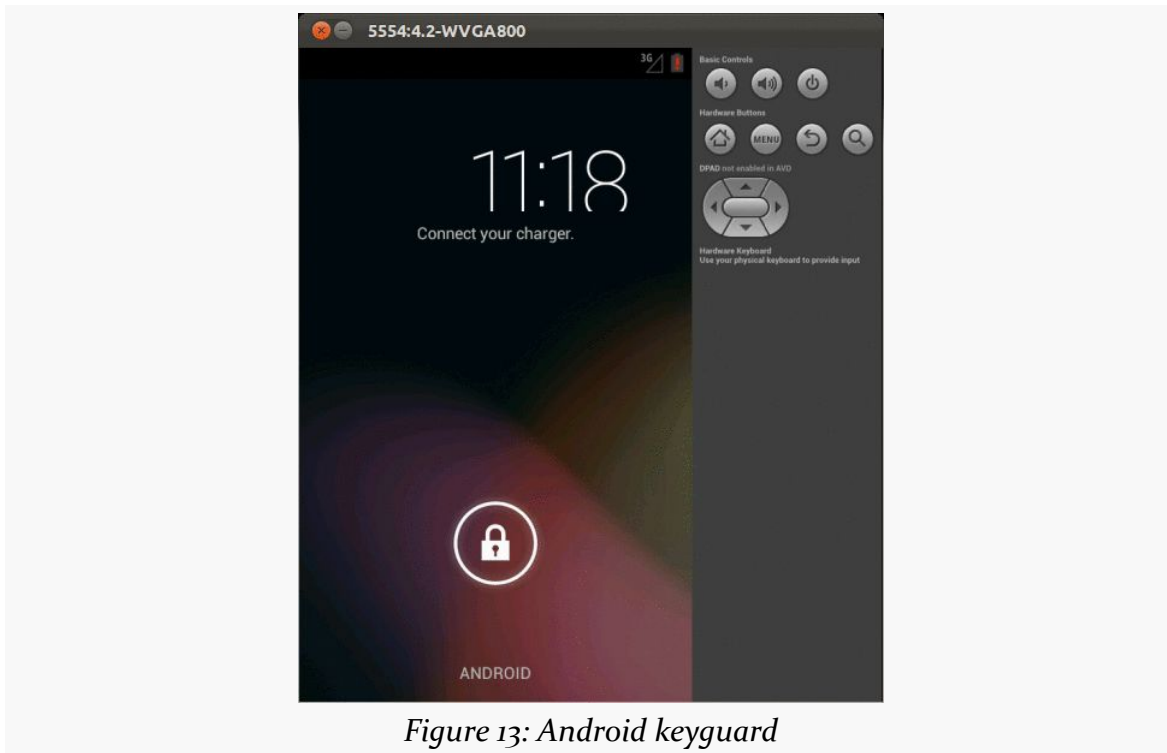 5554:4.2-WVGA800
3G
Basic Controls
11:18
Connect your charger.
Hardware Buttons
MENU
DPAD not enabled in AVD
Hardware Keyboard
Use your physical keyboard to provide input
ANDROID
Figure 13: Android keyguard